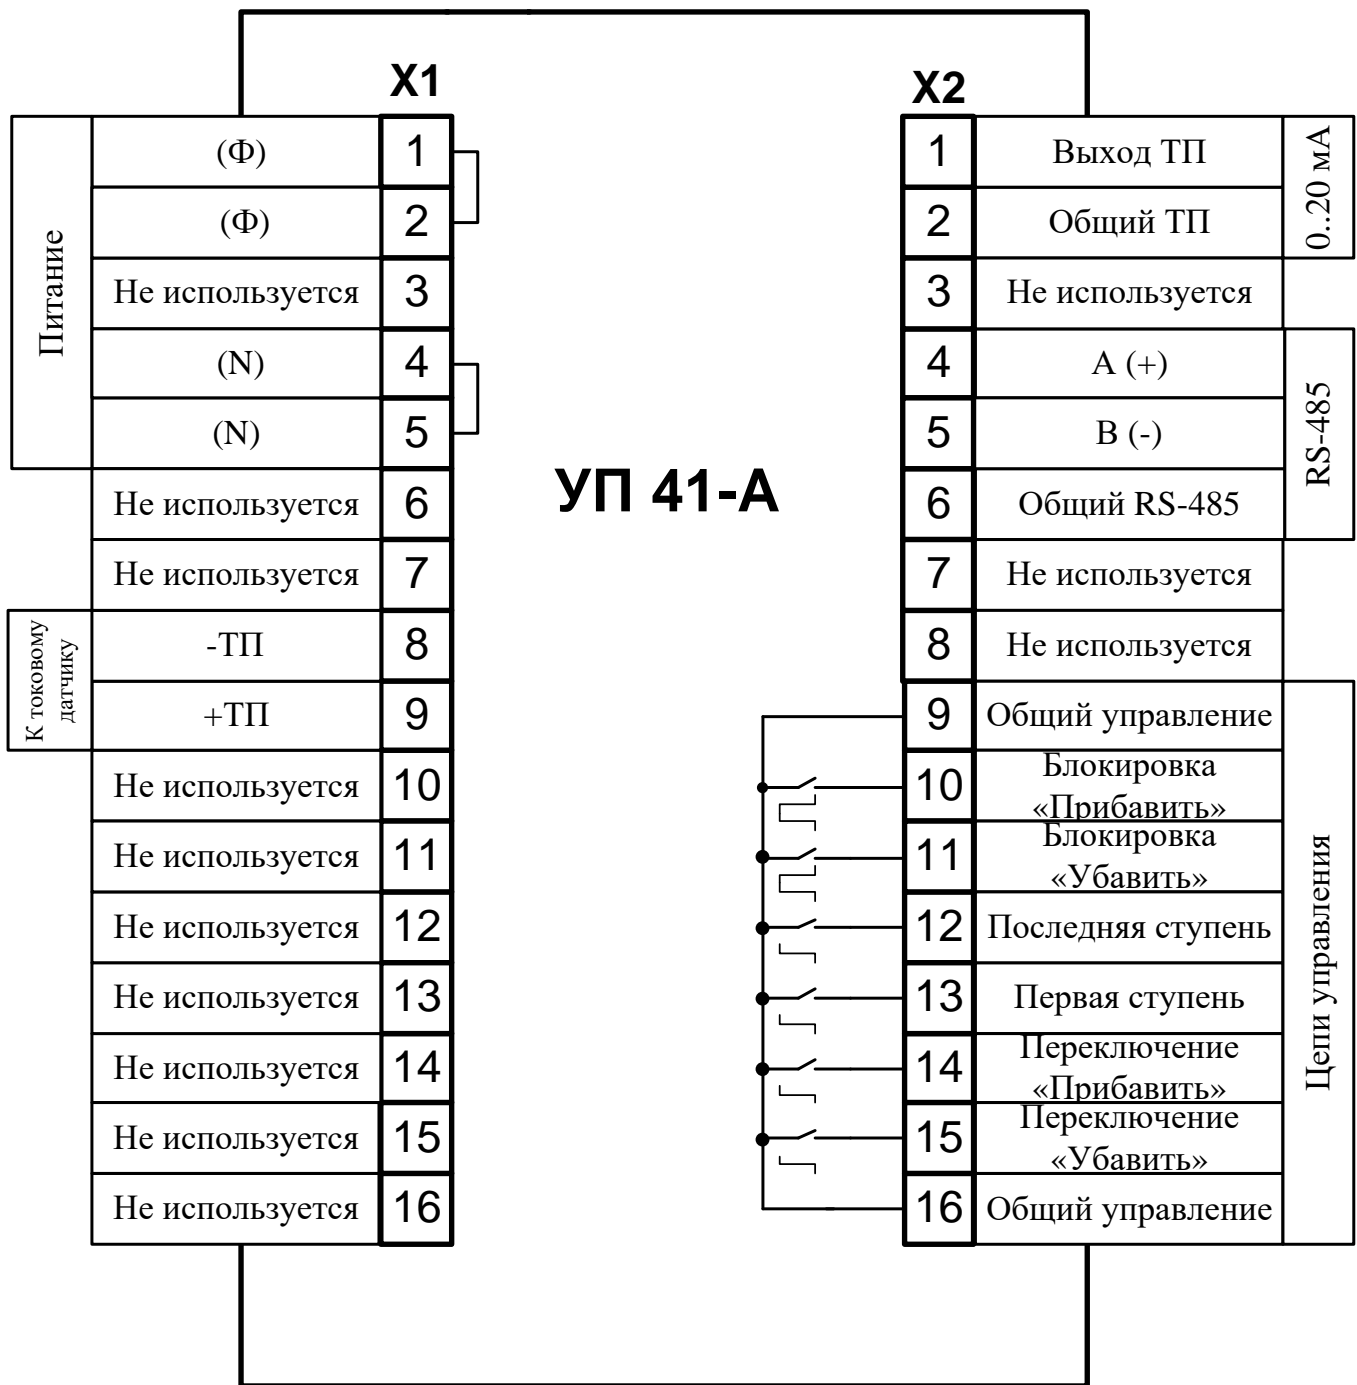 X1
X2
Питание
(Ф)
1
(Ф)
2
Не используется
3
(N)
4
(N)
5
Не используется
6
Не используется
7
К токовому
датчику
-ТП
8
+ТП
9
Не используется
10
Не используется
11
Не используется
12
Не используется
13
Не используется
14
Не используется
15
Не используется
16
УП 41-А
1
Выход ТП
2
Общий ТП
0..20 мА
3
Не используется
4
А (+)
5
В (-)
6
Общий RS-485
RS-485
7
Не используется
8
Не используется
9
Общий управление
10
Блокировка
«Прибавить»
11
Блокировка
«Убавить»
12
Последняя ступень
13
Первая ступень
14
Переключение
«Прибавить»
15
Переключение
«Убавить»
16
Общий управление
Цепи управления